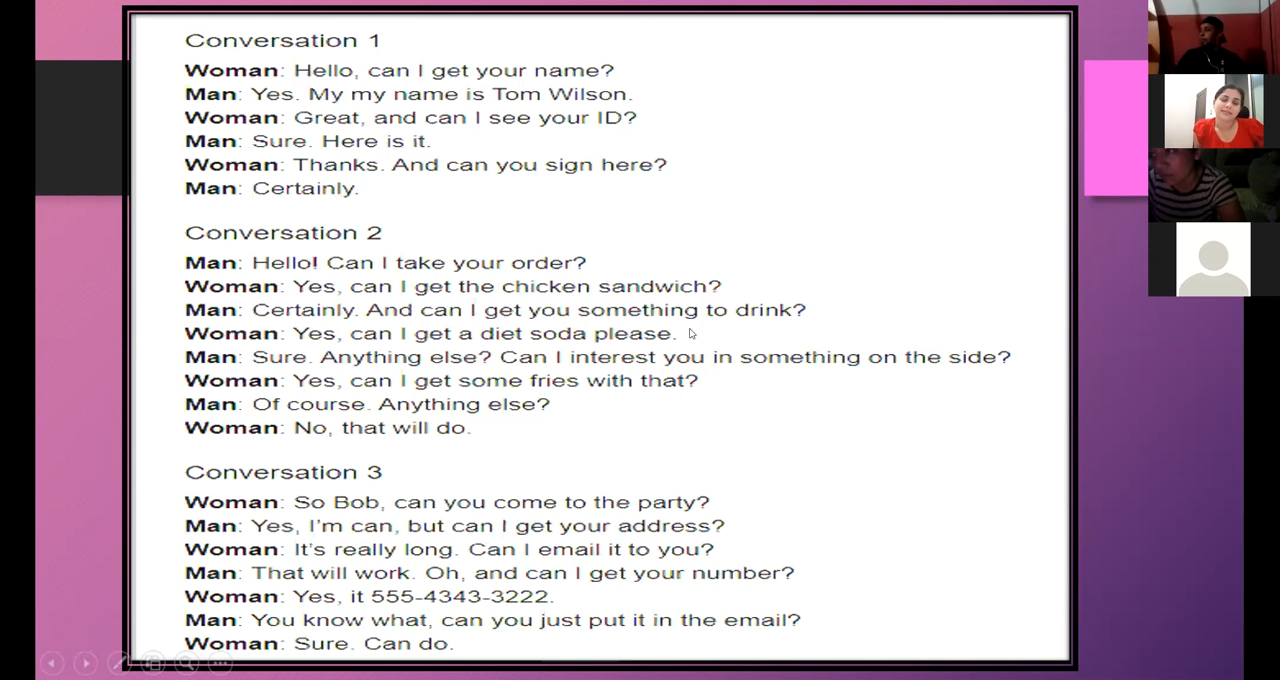 Conversation 1
Woman: Hello, can I get your name?
Man: Yes. My my name is Tom Wilson.
Woman: Great, and can I see your ID?
Man: Sure. Here is it.
Woman: Thanks. And can you sign here?
Man: Certainly.
Conversation 2
Man: Hello! Can I take your order?
Woman: Yes, can I get the chicken sandwich?
Man: Certainly. And can I get you something to drink?
Woman: Yes, can I get a diet soda please.
Man: Sure. Anything else? Can I interest you in something on the side?
Woman: Yes, can I get some fries with that?
Man: Of course. Anything else?
Woman: No, that will do.
Conversation 3
Woman: So Bob, can you come to the party?
Man: Yes, I'm can, but can I get your address?
Woman: It's really long. Can I email it to you?
Man: That will work. Oh, and can I get your number?
Woman: Yes, it 555-4343-3222.
Man: You know what, can you just put it in the email?
Woman: Sure. Can do.